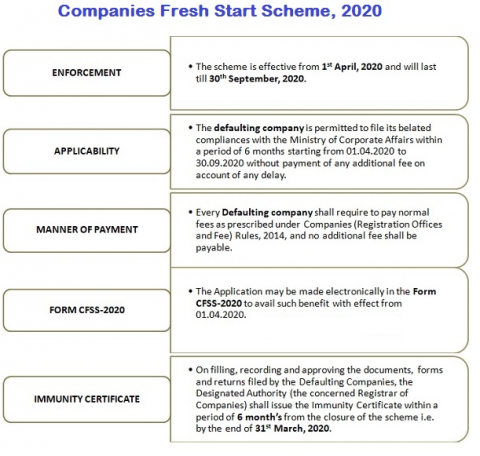 Companies Fresh Start Scheme, 2020
ENFORCEMENT
• The scheme is effective from 1st April, 2020 and will last
till 30th September, 2020.
APPLICABILITY
• The defaulting company is permitted to file its belated
compliances with the Ministry of Corporate Affairs within
a period of 6 months starting from 01.04.2020 to
30.09.2020 without payment of any additional fee on
account of any delay.
MANNER OF PAYMENT
• Every Defaulting company shall require to pay normal
fees as prescribed under Companies (Registration Offices
and Fee) Rules, 2014, and no additional fee shall be
payable.
FORM CFSS-2020
• The Application may be made electronically in the Form
CFSS-2020 to avail such benefit with effect from
01.04.2020.
IMMUNITY CERTIFICATE
• On filling, recording and approving the documents, forms
and returns filed by the Defaulting Companies, the
Designated Authority (the concerned Registrar of
Companies) shall issue the Immunity Certificate within a
period of 6 month's from the closure of the scheme i.e.
by the end of 31st March, 2020.